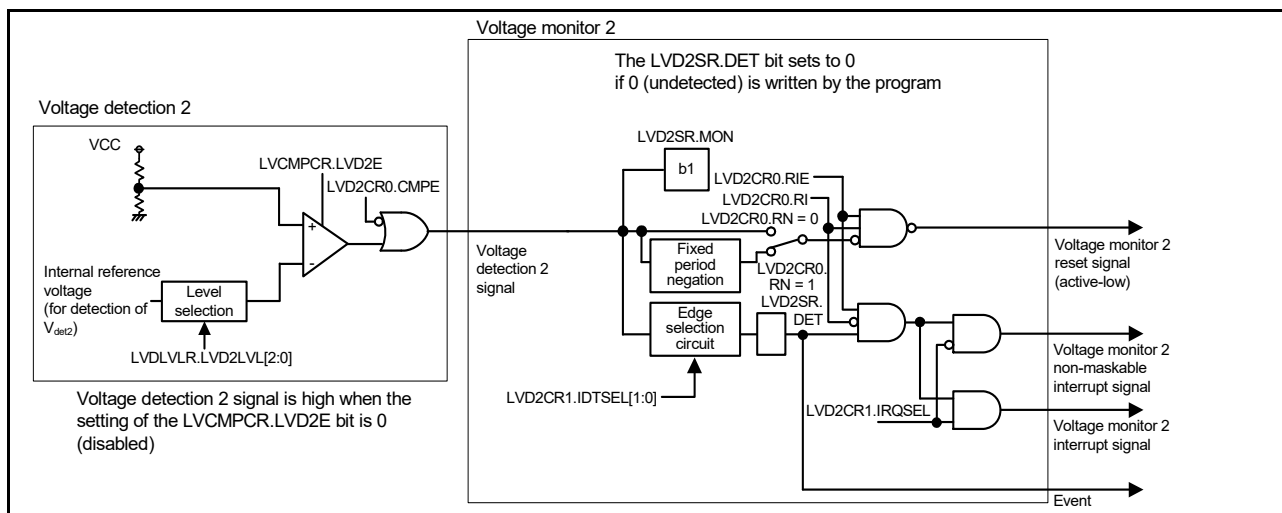 Voltage monitor 2
The LVD2SR.DET bit sets to 0
if 0 (undetected) is written by the program
Voltage detection 2
VCC
LVCMPCR.LVD2E
LVD2CR0.CMPE
+
-
Internal reference
voltage
(for detection of
Vdet2)
Level
selection
LVDLVLR.LVD2LVL[2:0]
Voltage detection 2 signal is high when the
setting of the LVCMPCR.LVD2E bit is 0
(disabled)
Voltage
detection 2
signal
LVD2SR.MON
b1
LVD2CR0.RIE
LVD2CR0.RI
LVD2CR0.RN = 0
Fixed
period
negation
LVD2CR0.
RN = 1
LVD2SR.
DET
Edge
selection
circuit
LVD2CR1.IDTSEL[1:0]
LVD2CR1.IRQSEL
Voltage monitor 2
reset signal
(active-low)
Voltage monitor 2
non-maskable
interrupt signal
Voltage monitor 2
interrupt signal
Event